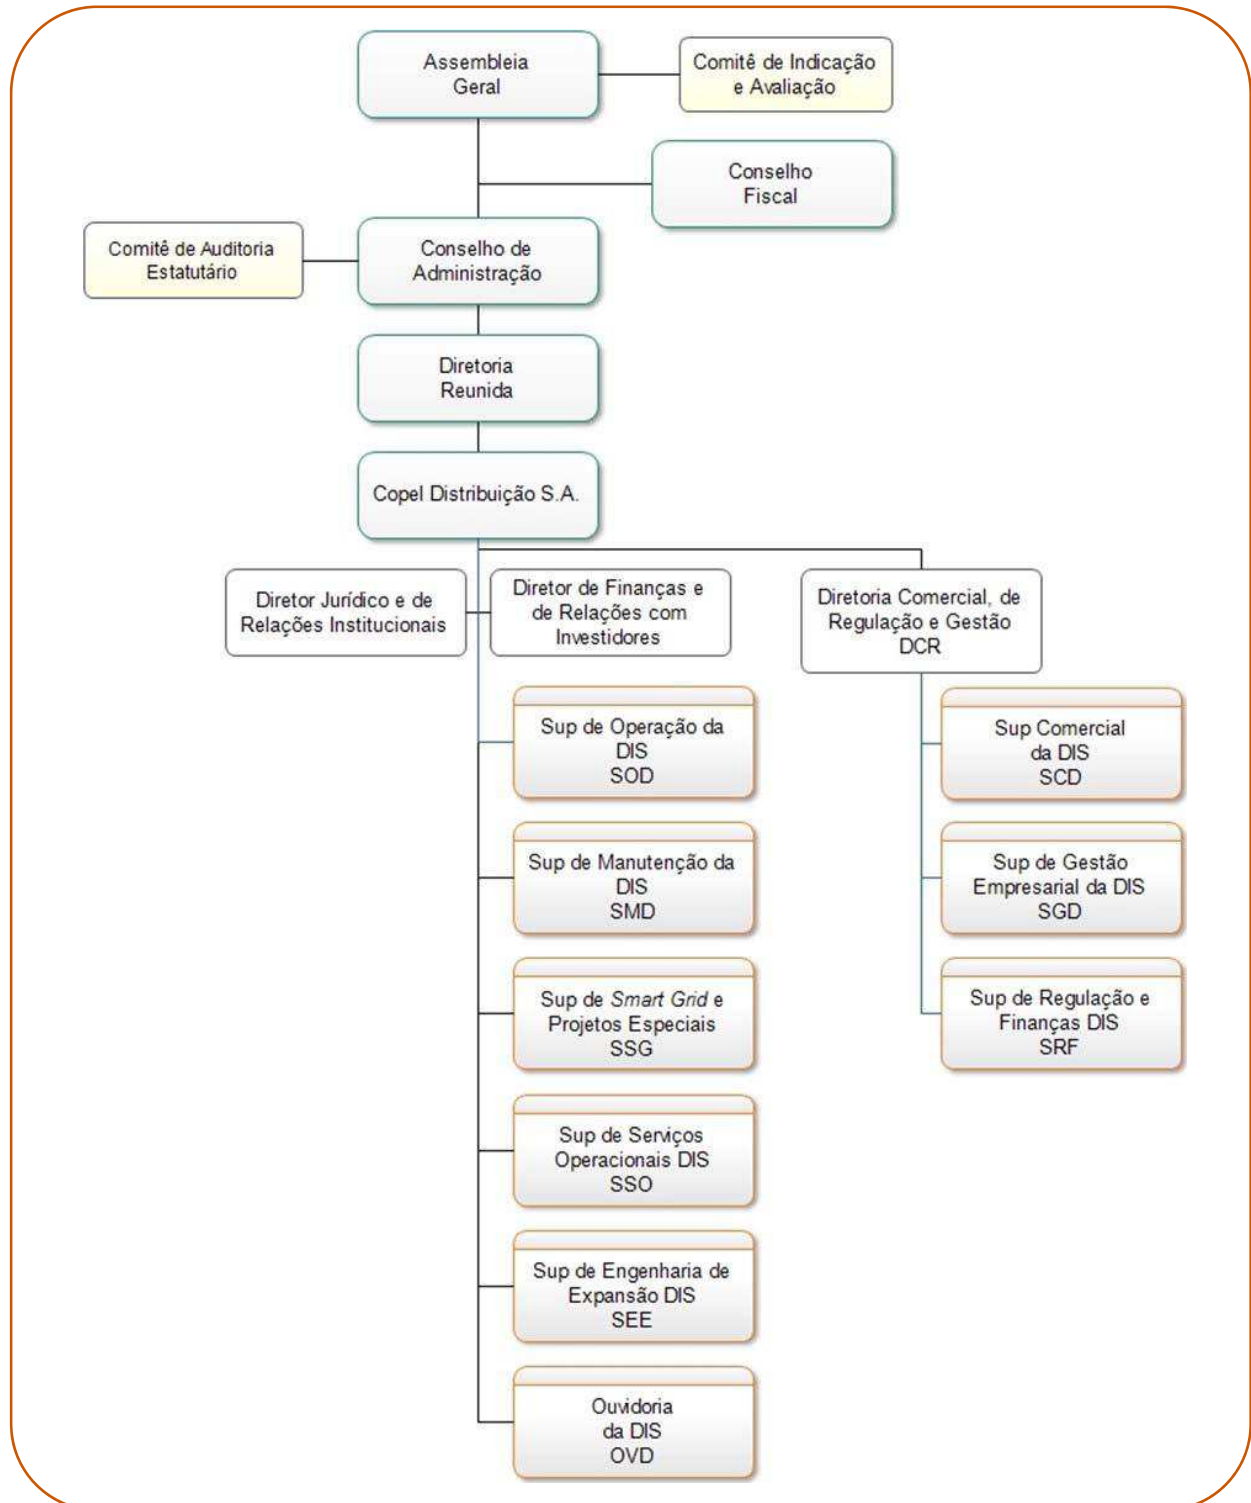 Assembleia
Geral
Comitê de Indicação
e Avaliação
Conselho
Fiscal
Comitê de Auditoria
Estatutário
Conselho de
Administração
Diretoria
Reunida
Copel Distribuição S.A.
Diretor Jurídico e de
Relações Institucionais
Diretor de Finanças e
de Relações com
Investidores
Diretoria Comercial, de
Regulação e Gestão
DCR
Sup de Operação da
DIS
SOD
Sup de Manutenção da
DIS
SMD
Sup de Smart Grid e
Projetos Especiais
SSG
Sup de Serviços
Operacionais DIS
SSO
Sup de Engenharia de
Expansão DIS
SEE
Ouvidoria
da DIS
OVD
Sup Comercial
da DIS
SCD
Sup de Gestão
Empresarial da DIS
SGD
Sup de Regulação e
Finanças DIS
SRF